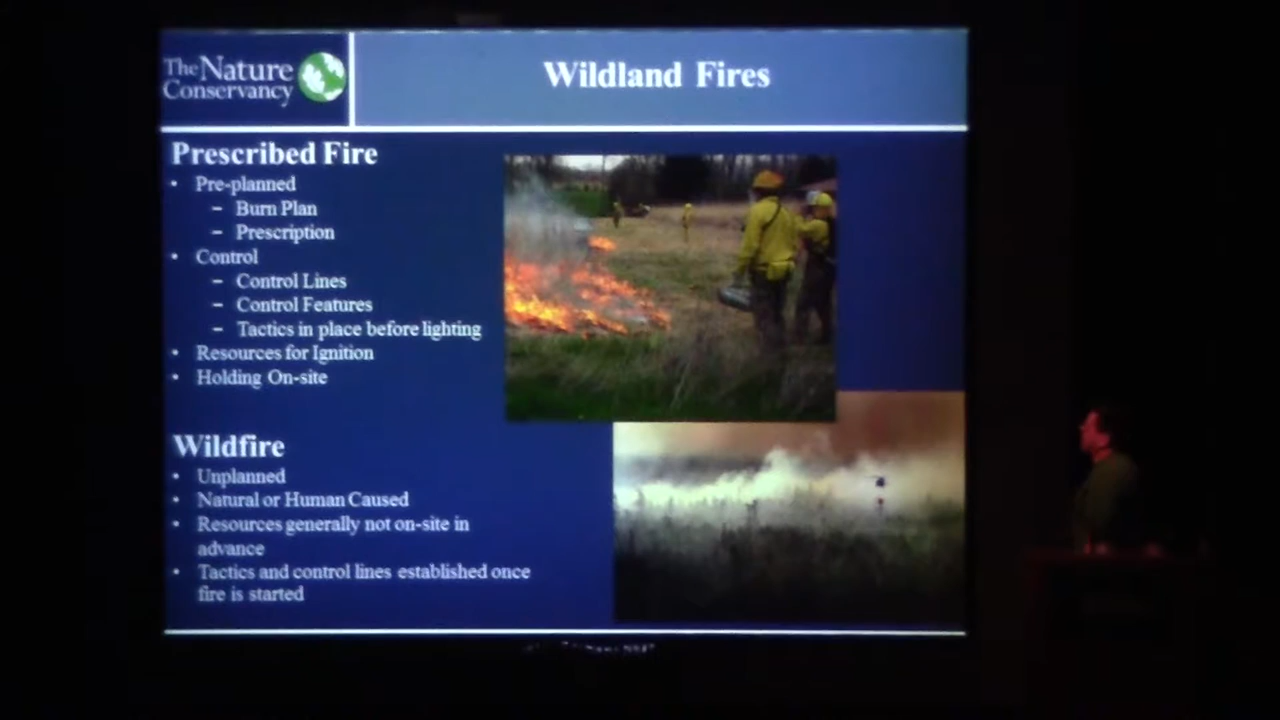 The Nature
Conservancy
Wildland Fires
Prescribed Fire
• Pre-planned
– Burn Plan
– Prescription
• Control
– Control Lines
– Control Features
– Tactics in place before lighting
• Resources for Ignition
• Holding On-site
Wildfire
• Unplanned
• Natural or Human Caused
• Resources generally not on-site in
advance
• Tactics and control lines established once
fire is started